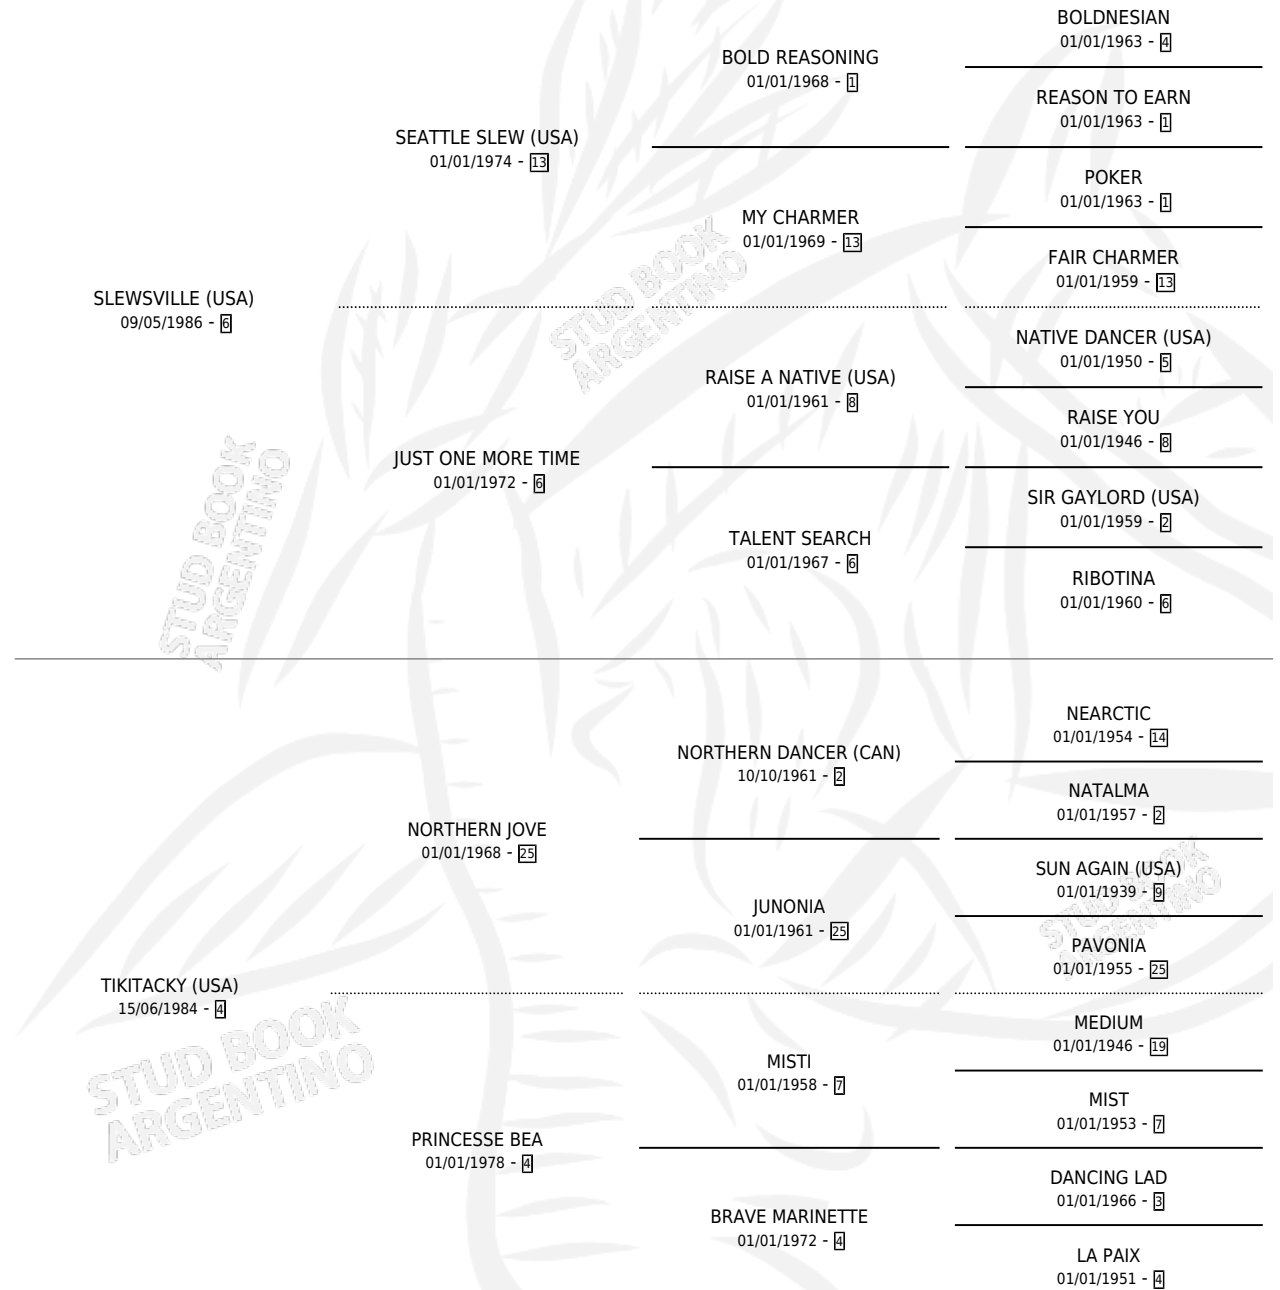 BOLDNESIAN
01/01/1963 - 4
BOLD REASONING
01/01/1968 - 1
REASON TO EARN
01/01/1963 - 1
SEATTLE SLEW (USA)
01/01/1974 - 13
POKER
01/01/1963 - 1
MY CHARMER
01/01/1969 - 13
FAIR CHARMER
01/01/1959 - 13
SLEWSVILLE (USA)
09/05/1986 - 6
STUD BOOK
ARGENTINO
NATIVE DANCER (USA)
01/01/1950 - 5
RAISE A NATIVE (USA)
01/01/1961 - 8
RAISE YOU
01/01/1946 - 8
JUST ONE MORE TIME
01/01/1972 - 6
SIR GAYLORD (USA)
01/01/1959 - 2
TALENT SEARCH
01/01/1967 - 6
RIBOTINA
01/01/1960 - 6
STUD BOOK
ARGENTINO
NEARCTIC
01/01/1954 - 14
NORTHERN DANCER (CAN)
10/10/1961 - 2
NATALMA
01/01/1957 - 2
NORTHERN JOVE
01/01/1968 - 25
SUN AGAIN (USA)
01/01/1939 - 9
JUNONIA
01/01/1961 - 25
STUD BOOK
ARGENTINO
PAVONIA
01/01/1955 - 25
TIKITACKY (USA)
15/06/1984 - 4
STUD BOOK
ARGENTINO
MEDIUM
01/01/1946 - 19
MISTI
01/01/1958 - 7
MIST
01/01/1953 - 7
PRINCESSE BEA
01/01/1978 - 4
DANCING LAD
01/01/1966 - 3
BRAVE MARINETTE
01/01/1972 - 4
LA PAIX
01/01/1951 - 4